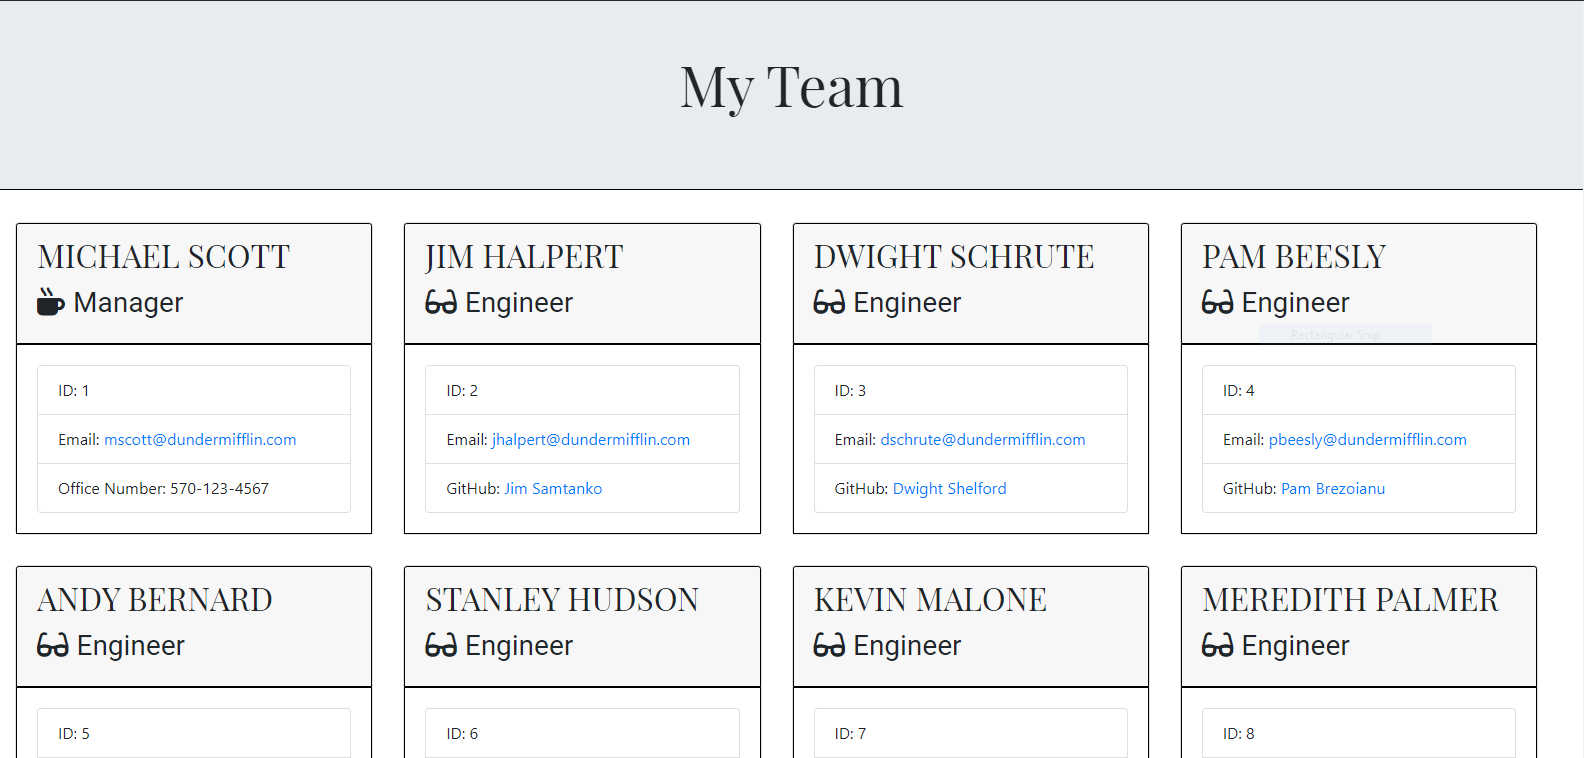 My Team
MICHAEL SCOTT
Manager
ID: 1
Email: mscott@dundermifflin.com
Office Number: 570-123-4567
JIM HALPERT
Engineer
ID: 2
Email: jhalpert@dundermifflin.com
GitHub: Jim Samtanko
DWIGHT SCHRUTE
Engineer
ID: 3
Email: dschrute@dundermifflin.com
GitHub: Dwight Shelford
PAM BEESLY
Engineer
Rectangular Snip
ID: 4
Email: pbeesly@dundermifflin.com
GitHub: Pam Brezoianu
ANDY BERNARD
Engineer
ID: 5
STANLEY HUDSON
Engineer
ID: 6
KEVIN MALONE
Engineer
ID: 7
MEREDITH PALMER
Engineer
ID: 8